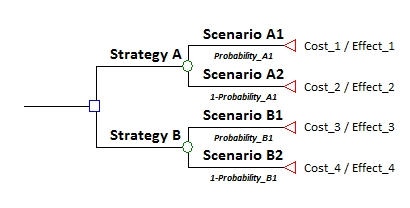 Scenario A1
Strategy A
Probability_A1
Cost_1 / Effect_1
Scenario A2
1-Probability_A1
Cost_2 / Effect_2
Scenario B1
Strategy B
Probability_B1
Cost_3 / Effect_3
Scenario B2
1-Probability_B1
Cost_4 / Effect_4